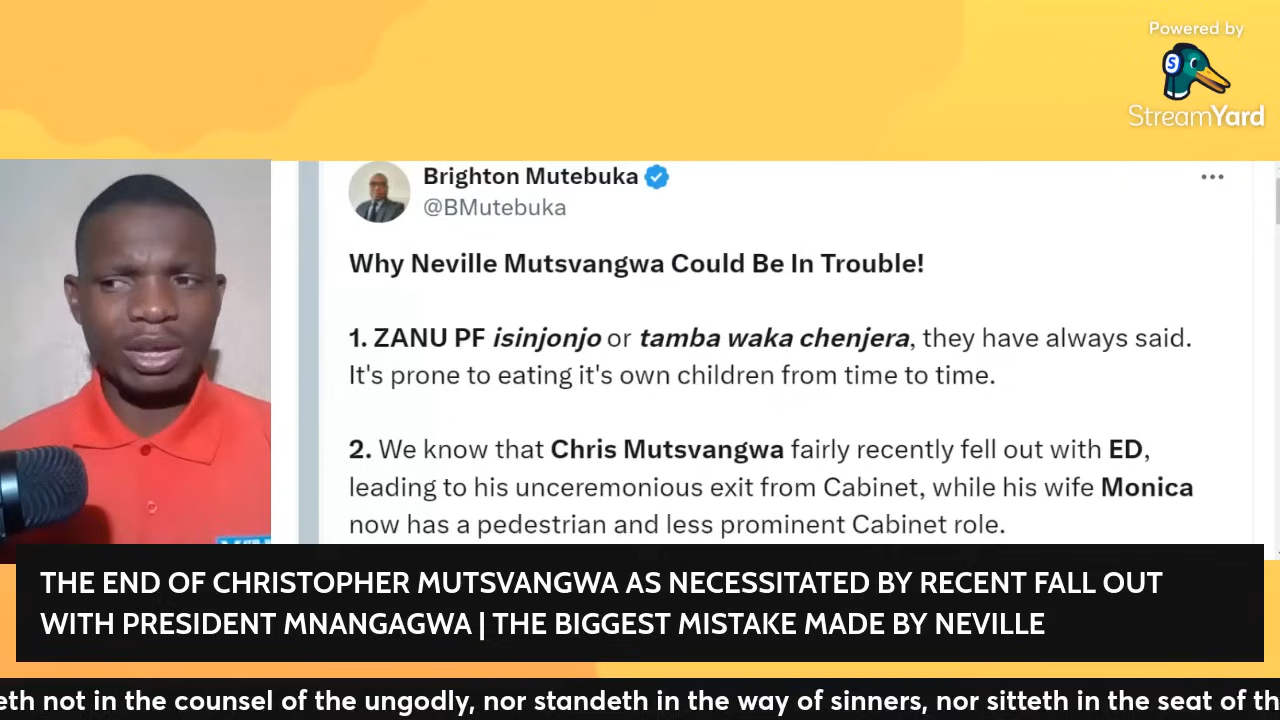 Powered by
StreamYard
Brighton Mutebuka
@BMutebuka
Why Neville Mutsvangwa Could Be In Trouble!
1. ZANU PF isinjonjo or tamba waka chenjera, they have always said.
It's prone to eating it's own children from time to time.
2. We know that Chris Mutsvangwa fairly recently fell out with ED,
leading to his unceremonious exit from Cabinet, while his wife Monica
now has a pedestrian and less prominent Cabinet role.
THE END OF CHRISTOPHER MUTSVANGWA AS NECESSITATED BY RECENT FALL OUT
WITH PRESIDENT MNANGAGWA | THE BIGGEST MISTAKE MADE BY NEVILLE
eth not in the counsel of the ungodly, nor standeth in the way of sinners, nor sitteth in the seat of th